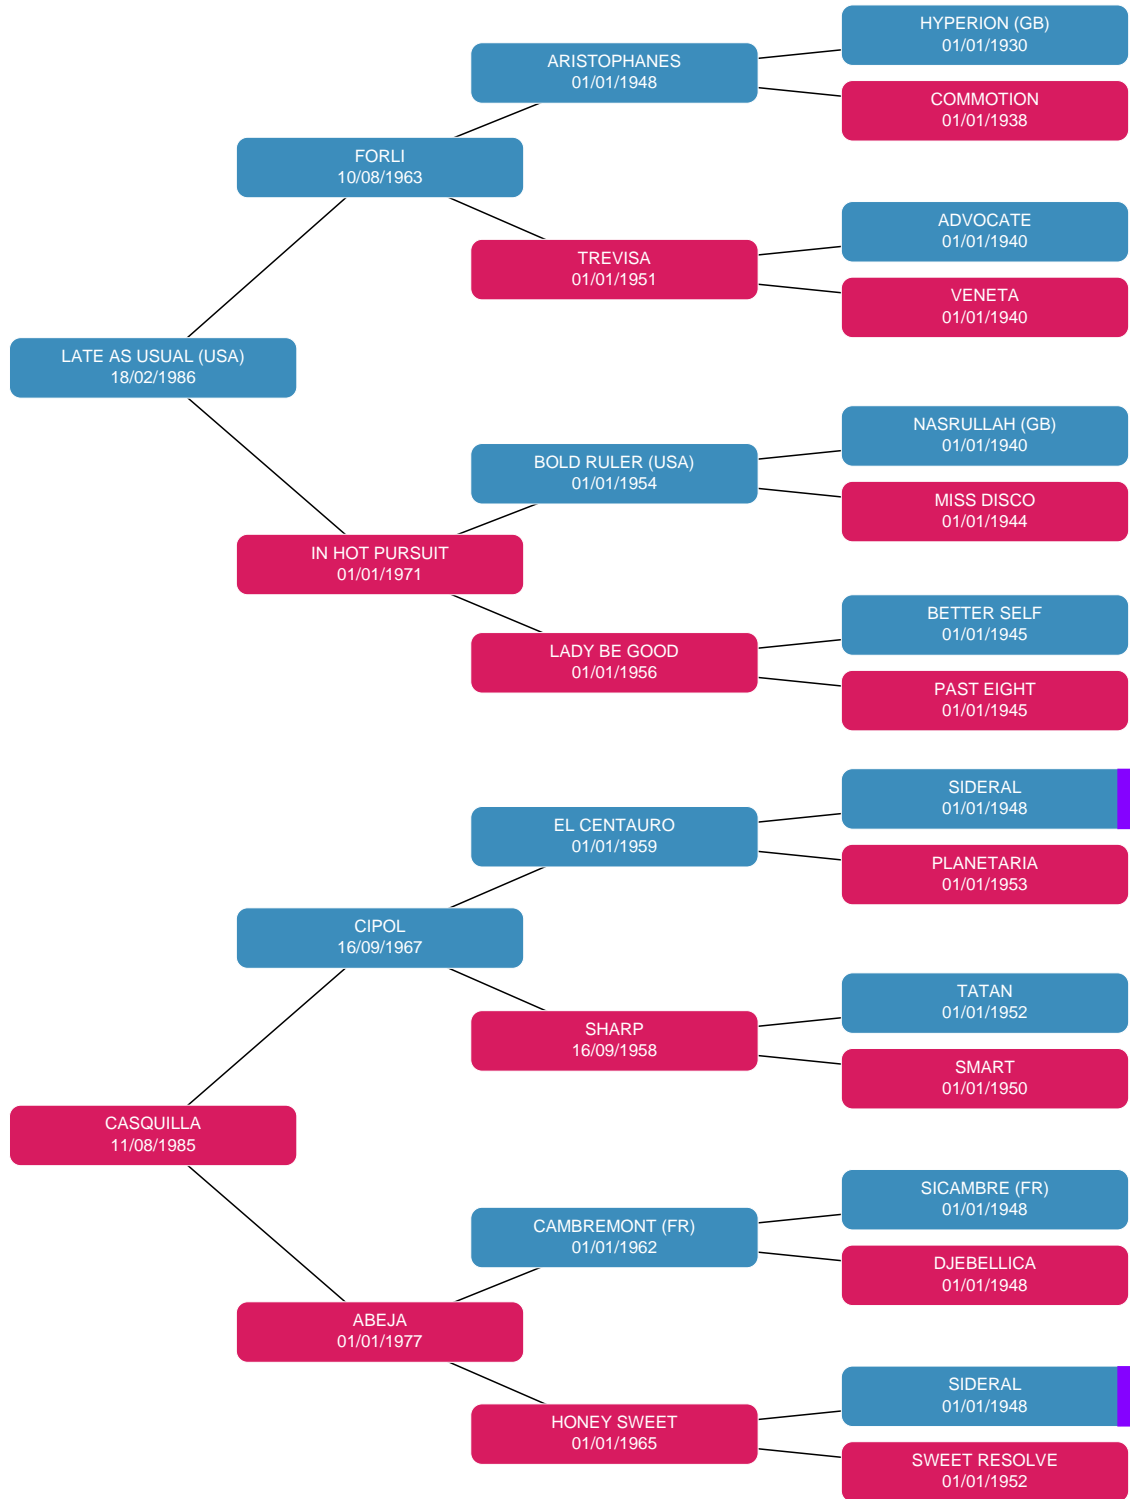 HYPERION (GB)
01/01/1930
ARISTOPHANES
01/01/1948
COMMOTION
01/01/1938
FORLI
10/08/1963
ADVOCATE
01/01/1940
TREVISA
01/01/1951
VENETA
01/01/1940
LATE AS USUAL (USA)
18/02/1986
NASRULLAH (GB)
01/01/1940
BOLD RULER (USA)
01/01/1954
MISS DISCO
01/01/1944
IN HOT PURSUIT
01/01/1971
BETTER SELF
01/01/1945
LADY BE GOOD
01/01/1956
PAST EIGHT
01/01/1945
SIDERAL
01/01/1948
EL CENTAURO
01/01/1959
PLANETARIA
01/01/1953
CIPOL
16/09/1967
TATAN
01/01/1952
SHARP
16/09/1958
SMART
01/01/1950
CASQUILLA
11/08/1985
SICAMBRE (FR)
01/01/1948
CAMBREMONT (FR)
01/01/1962
DJEBELLICA
01/01/1948
ABEJA
01/01/1977
SIDERAL
01/01/1948
HONEY SWEET
01/01/1965
SWEET RESOLVE
01/01/1952